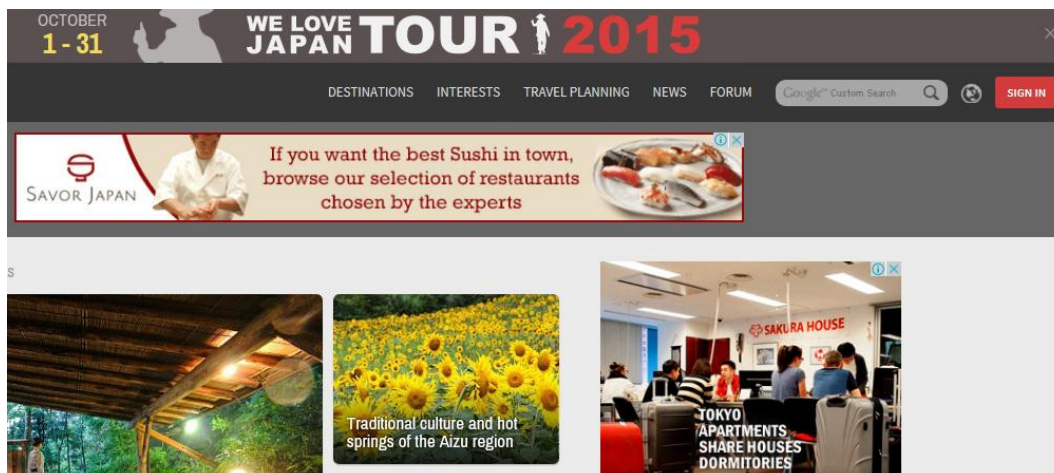 OCTOBER
1 - 31
WE LOVE
JAPAN TOUR 2015
DESTINATIONS INTERESTS TRAVEL PLANNING NEWS FORUM Google™ Custom Search SIGN IN
SAVOR JAPAN
If you want the best Sushi in town,
browse our selection of restaurants
chosen by the experts
S
SAKURA HOUSE
Traditional culture and hot
springs of the Aizu region
TOKYO
APARTMENTS
SHARE HOUSES
DORMITORIES